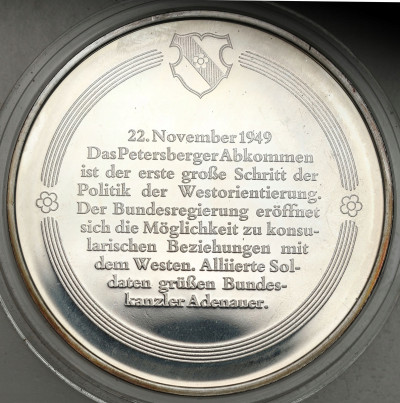 22. November 1949
Das Petersberger Abkommen
ist der erste große Schritt der
Politik der Westorientierung.
Der Bundesregierung eröffnet
sich die Möglichkeit zu konsu-
larischen Beziehungen mit
dem Westen. Alliierte Sol-
daten grüßen Bundes-
kanzler Adenauer.